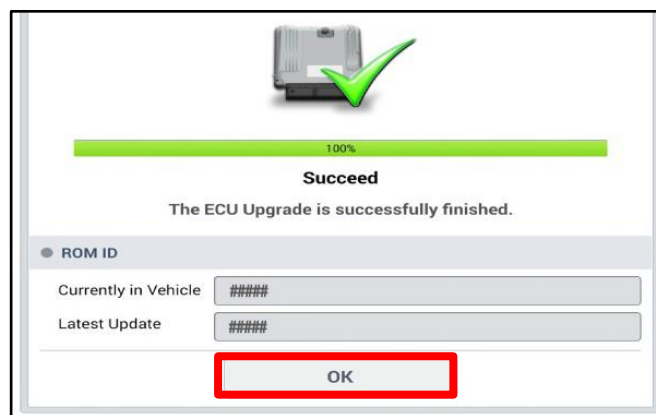 100%
Succeed
The ECU Upgrade is successfully finished.
ROM ID
Currently in Vehicle #####
Latest Update #####
OK